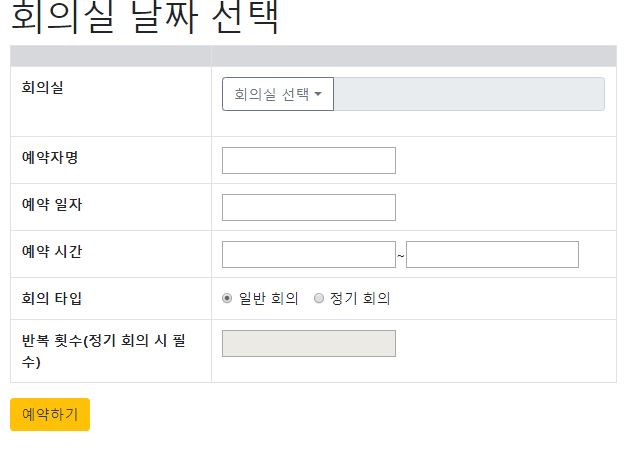 회의실 날짜 선택
회의실
회의실 선택
예약자명
예약 일자
예약 시간
~
회의 타입
일반 회의 정기 회의
반복 횟수(정기 회의 시 필
수)
예약하기